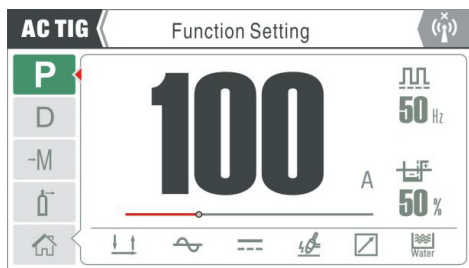 AC TIG
Function Setting
P
D
-M
100
A
50 Hz
50 %
Water